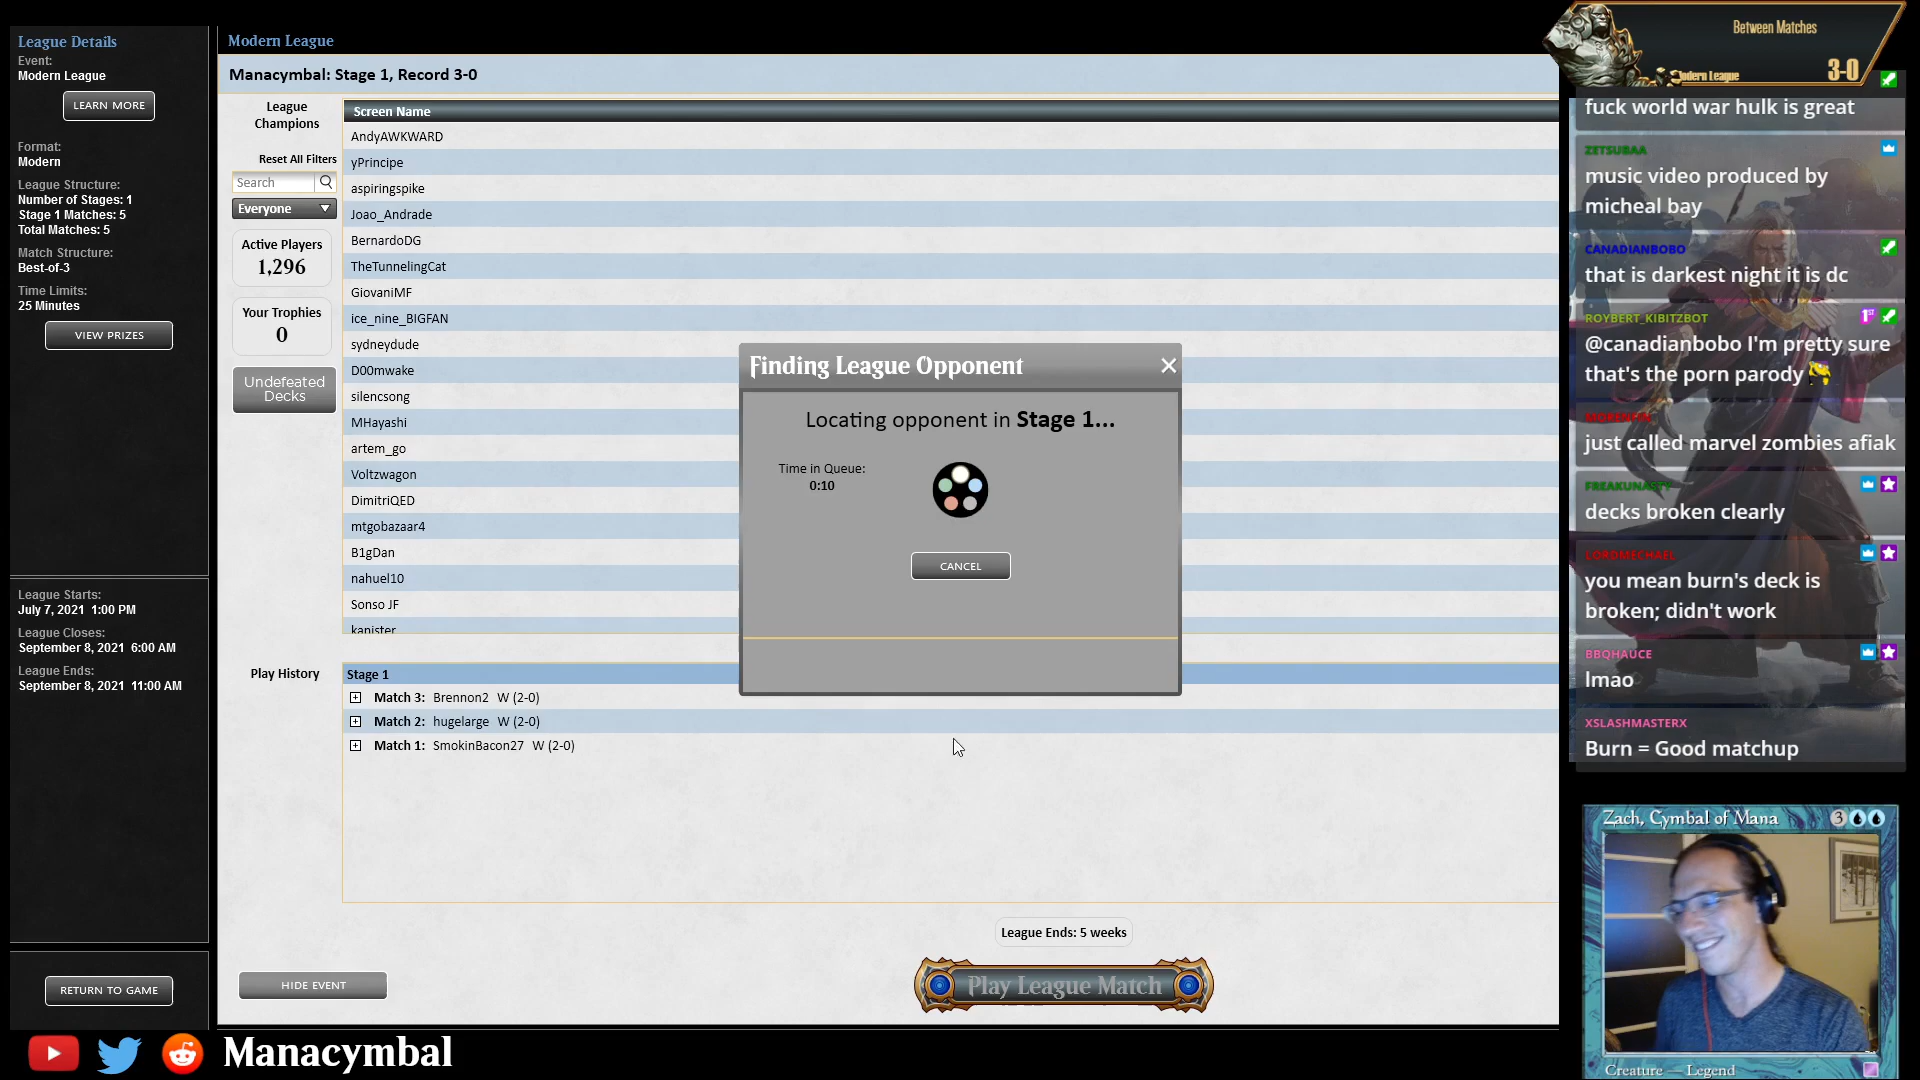 League Details
Event:
Modern League
LEARN MORE
Format:
Modern
League Structure:
Number of Stages: 1
Stage 1 Matches: 5
Total Matches: 5
Match Structure:
Best-of-3
Time Limits:
25 Minutes
VIEW PRIZES
League Starts:
July 7, 2021 1:00 PM
League Closes:
September 8, 2021 6:00 AM
League Ends:
September 8, 2021 11:00 AM
RETURN TO GAME
Modern League
Manacymbal: Stage 1, Record 3-0
League
Champions
Reset All Filters
Search
Everyone
Active Players
1,296
Your Trophies
0
Undefeated
Decks
Screen Name
AndyAWKWARD
yPrincipe
aspiringspike
Joao_Andrade
BernardoDG
TheTunnelingCat
GiovaniMF
ice_nine_BIGFAN
sydneydude
D00mwake
silencsong
MHayashi
artem_go
Voltzwagon
DimitriQED
mtgobazaar4
B1gDan
nahuel10
Sonso JF
kanister
Finding League Opponent
Locating opponent in Stage 1...
Time in Queue:
0:10
CANCEL
Play History
Stage 1
Match 3: Brennon2 W (2-0)
Match 2: hugelarge W (2-0)
Match 1: SmokinBacon27 W (2-0)
League Ends: 5 weeks
HIDE EVENT
Play League Match
Manacymbal
Between Matches
Modern League
3-0
fuck world war hulk is great
ZETSUBAA
music video produced by
micheal bay
CANADIANBOBO
that is darkest night it is dc
ROYBERT_KIBITZBOT
1ST
@canadianbobo I'm pretty sure
that's the porn parody
just called marvel zombies afiak
FREAKUNASTY
decks broken clearly
LORDMECHAEL
you mean burn's deck is
broken; didn't work
BBQHAUCE
lmao
XSLASHMASTERX
Burn = Good matchup
Zach, Cymbal of Mana
3
Creature — Legend